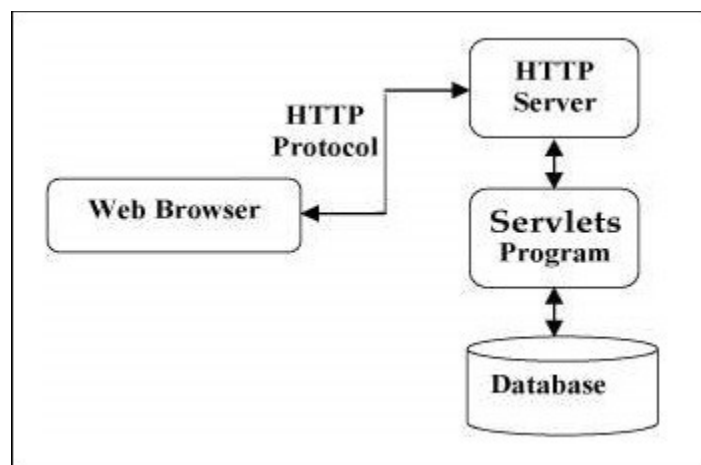 HTTP
Server
HTTP
Protocol
Web Browser
Servlets
Program
Database